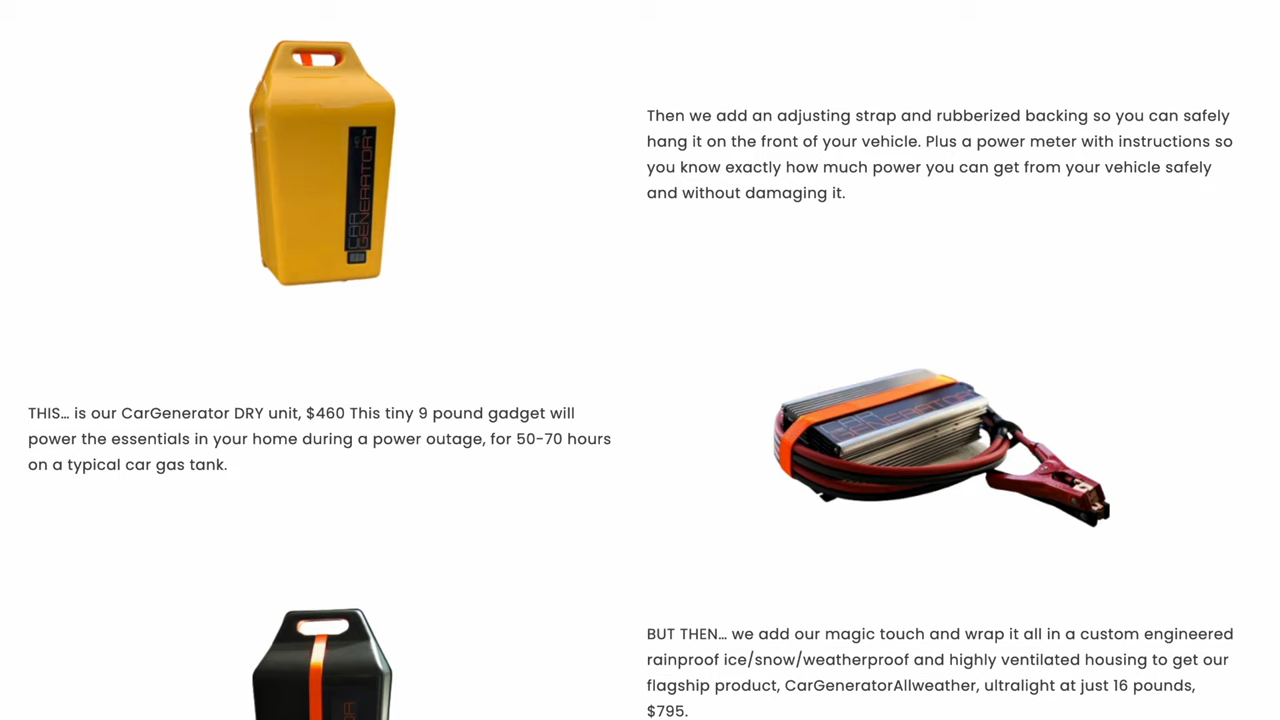 CAR
GENERATOR™
Then we add an adjusting strap and rubberized backing so you can safely
hang it on the front of your vehicle. Plus a power meter with instructions so
you know exactly how much power you can get from your vehicle safely
and without damaging it.
THIS… is our CarGenerator DRY unit, $460 This tiny 9 pound gadget will
power the essentials in your home during a power outage, for 50-70 hours
on a typical car gas tank.
CAR
GENERATOR
BUT THEN… we add our magic touch and wrap it all in a custom engineered
rainproof ice/snow/weatherproof and highly ventilated housing to get our
flagship product, CarGeneratorAllweather, ultralight at just 16 pounds,
$795.